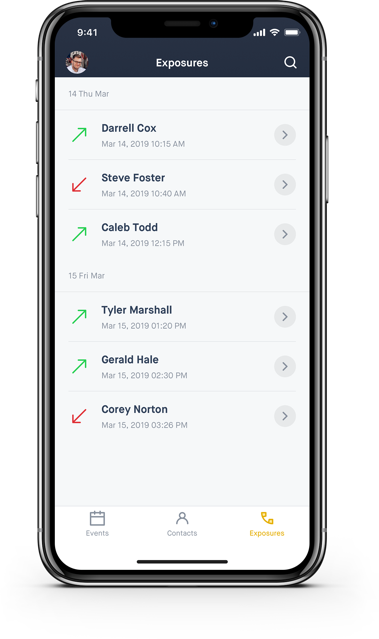 9:41
Exposures
14 Thu Mar
Darrell Cox
Mar 14, 2019 10:15 AM
Steve Foster
Mar 14, 2019 10:40 AM
Caleb Todd
Mar 14, 2019 12:15 PM
15 Fri Mar
Tyler Marshall
Mar 15, 2019 01:20 PM
Gerald Hale
Mar 15, 2019 02:30 PM
Corey Norton
Mar 15, 2019 03:26 PM
Events Contacts Exposures